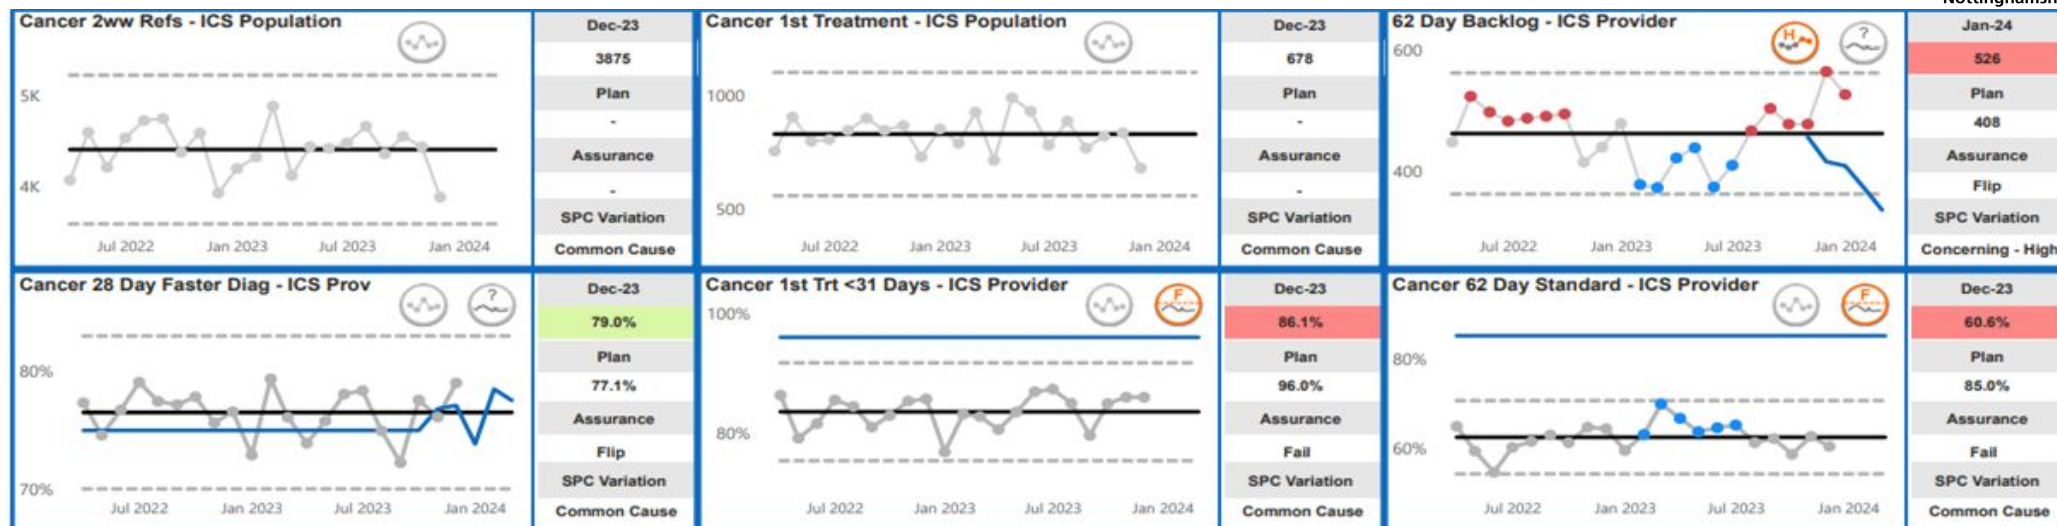 Cancer 2ww Refs - ICS Population
5K
4K
Jul 2022 Jan 2023 Jul 2023 Jan 2024
Dec-23
3875
Plan
-
Assurance
-
SPC Variation
Common Cause
Cancer 1st Treatment - ICS Population
1000
500
Jul 2022 Jan 2023 Jul 2023 Jan 2024
Dec-23
678
Plan
-
Assurance
-
SPC Variation
Common Cause
62 Day Backlog - ICS Provider
H
?
600
400
Jul 2022 Jan 2023 Jul 2023 Jan 2024
Jan-24
526
Plan
408
Assurance
Flip
SPC Variation
Concerning - High
Cancer 28 Day Faster Diag - ICS Prov
?
80%
70%
Jul 2022 Jan 2023 Jul 2023 Jan 2024
Dec-23
79.0%
Plan
77.1%
Assurance
Flip
SPC Variation
Common Cause
Cancer 1st Trt <31 Days - ICS Provider
F
100%
80%
Jul 2022 Jan 2023 Jul 2023 Jan 2024
Dec-23
86.1%
Plan
96.0%
Assurance
Fail
SPC Variation
Common Cause
Cancer 62 Day Standard - ICS Provider
F
80%
60%
Jul 2022 Jan 2023 Jul 2023 Jan 2024
Dec-23
60.6%
Plan
85.0%
Assurance
Fail
SPC Variation
Common Cause